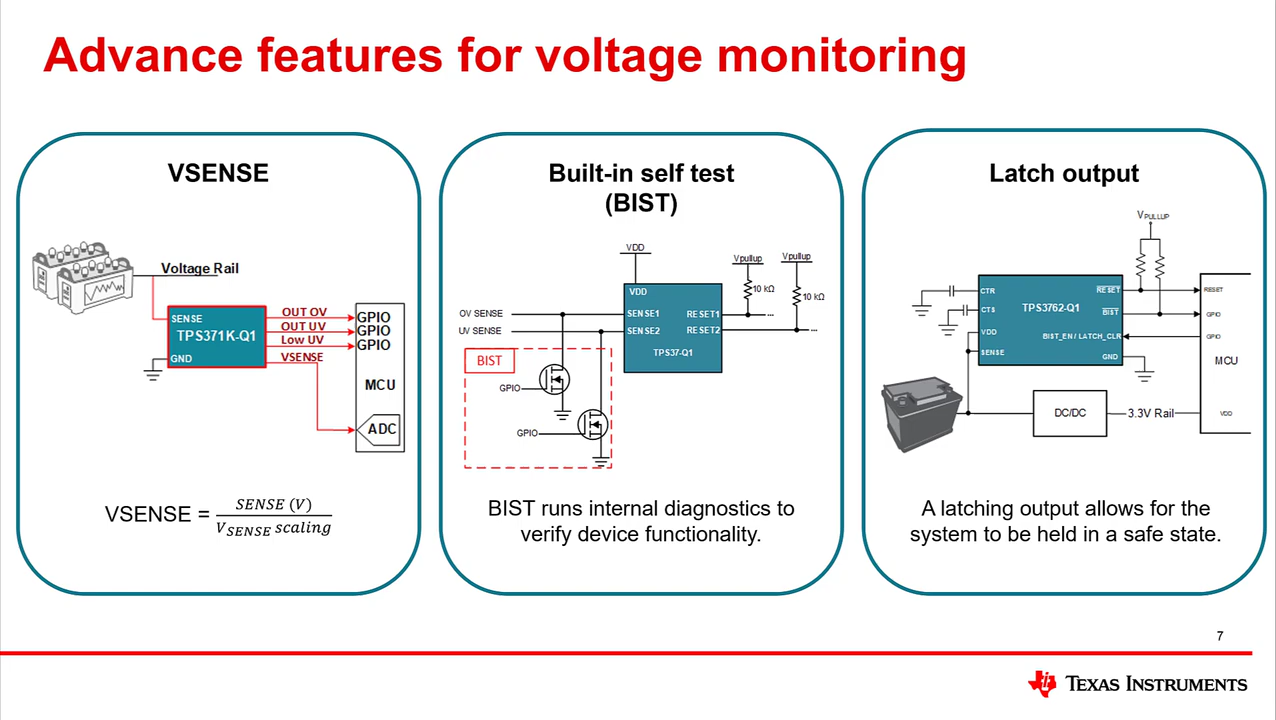 Advance features for voltage monitoring
VSENSE
Voltage Rail
SENSE
TPS371K-Q1
GND
OUT OV
OUT UV
Low UV
VSENSE
GPIO
GPIO
GPIO
MCU
ADC
VSENSE = SENSE (V) / V_SENSE scaling
Built-in self test
(BIST)
VDD
Vpullup
Vpullup
10 kΩ
10 kΩ
VDD
OV SENSE
UV SENSE
SENSE1
SENSE2
RESET1
RESET2
...
...
TPS37-Q1
BIST
GPIO
GPIO
BIST runs internal diagnostics to
verify device functionality.
Latch output
VPULLUP
CTR
CTS
VDD
SENSE
TPS3762-Q1
RESET
BIST
BIST_EN / LATCH_CLR
GND
RESET
GPIO
GPIO
MCU
VDD
DC/DC
3.3V Rail
A latching output allows for the
system to be held in a safe state.
7
TEXAS INSTRUMENTS